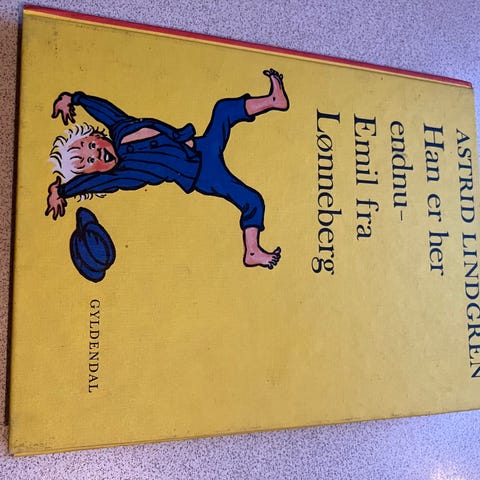 ASTRID LINDGREN
Han er her
endnu-
Emil fra
Lønneberg
GYLDENDAL